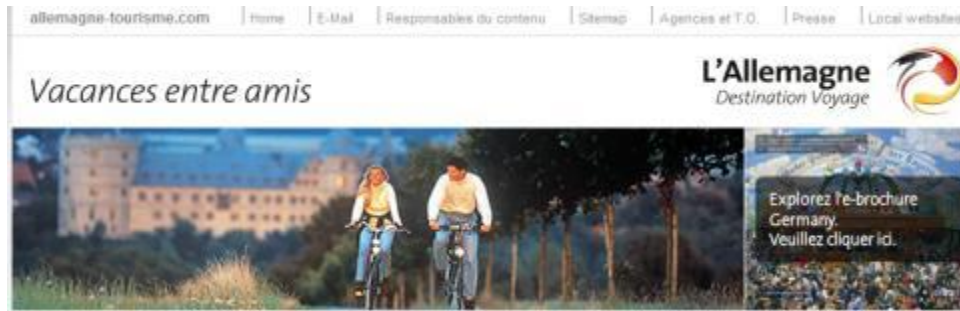 allemagne-tourisme.com Home E-Mail Responsables du contenu Sitemap Agences et T.O. Presse Local websites
L'Allemagne
Destination Voyage
Vacances entre amis
Explorez l'e-brochure
Germany.
Veuillez cliquer ici.